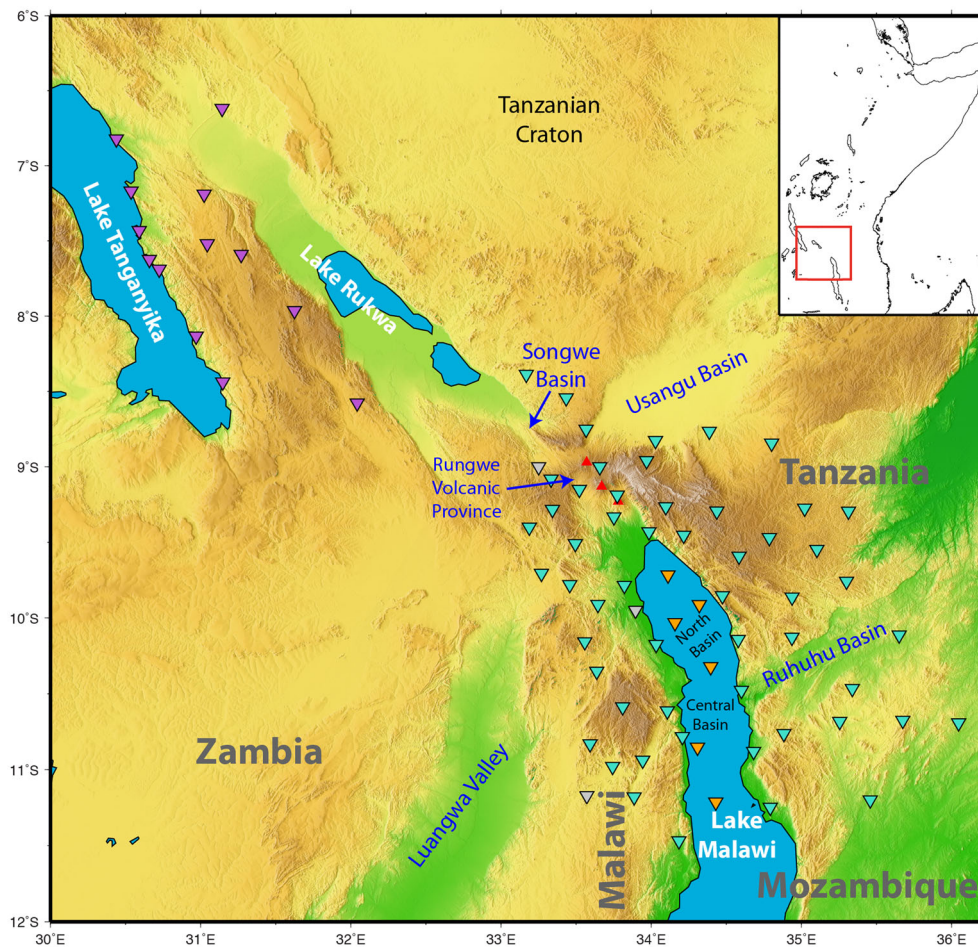 6°S
7°S
8°S
9°S
10°S
11°S
12°S
30°E
31°E
32°E
33°E
34°E
35°E
36°E
Tanzanian
Craton
Lake Tanganyika
Lake Rukwa
Songwe
Basin
Usangu Basin
Rungwe
Volcanic
Province
Tanzania
North
Basin
Ruhuhu Basin
Central
Basin
Zambia
Luangwa Valley
Malawi
Lake
Malawi
Mozambique